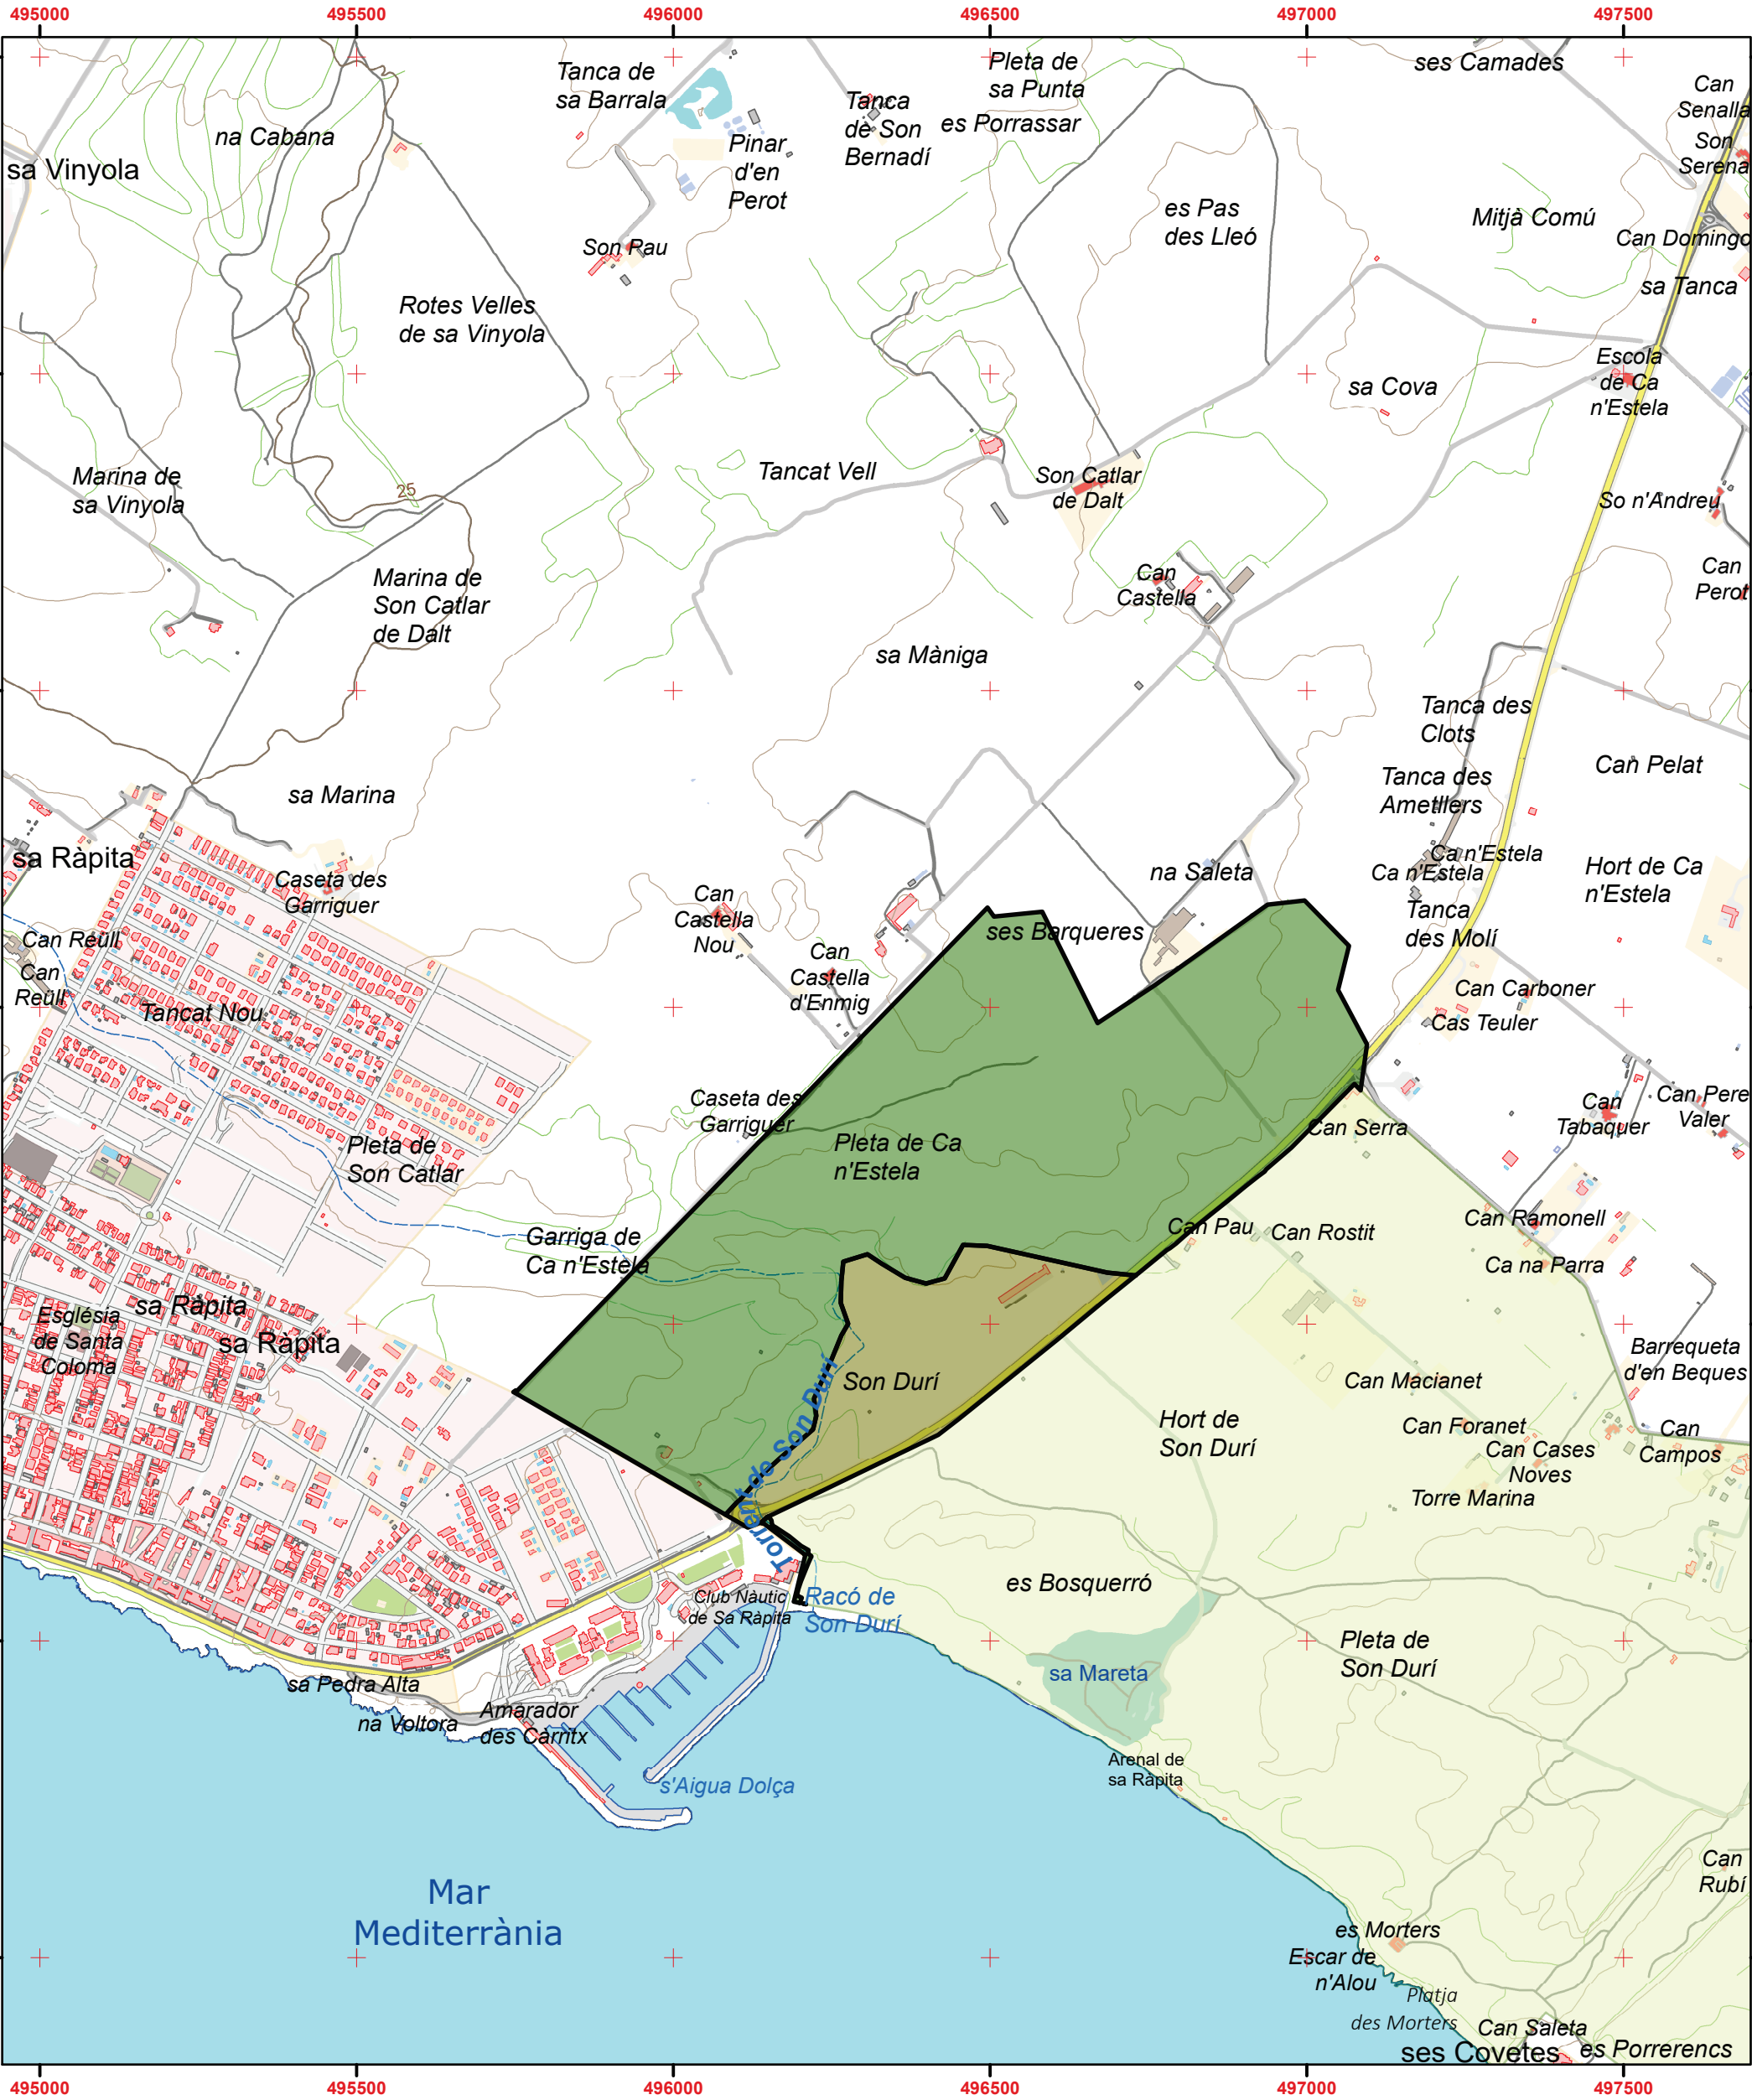 495000 495500 496000 496500 497000 497500
Tanca de
sa Barrala
Pleta de
sa Punta
ses Camades
Can
Senalla
na Cabana
Tanca
de Son
Bernadí
es Porrassar
Pinar
d'en
Perot
Son
Serena
sa Vinyola
es Pas
des Lleó
Mitjà Comú
Can Domingo
Son Pau
sa Tanca
Rotes Velles
de sa Vinyola
Escola
de Ca
n'Estela
sa Cova
Marina de
sa Vinyola
25
Tancat Vell
Son Catlar
de Dalt
So n'Andreu
Marina de
Son Catlar
de Dalt
Can
Castella
Can
Perot
sa Màniga
Tanca des
Clots
Can Pelat
sa Marina
Tanca des
Ametllers
sa Ràpita
Caseta des
Garriguer
na Saleta
Ca n'Estela
Ca n'Estela
Hort de Ca
n'Estela
Can
Castella
Nou
ses Barqueres
Tanca
des Molí
Can Reüll
Can
Reüll
Can
Castella
d'Enmig
Can Carboner
Tancat Nou
Cas Teuler
Caseta des
Garriguer
Can
Tabaquer
Can Pere
Valer
Can Serra
Pleta de
Son Catlar
Pleta de Ca
n'Estela
Can Pau
Can Rostit
Can Ramonell
Garriga de
Ca n'Estela
Ca na Parra
sa Ràpita
Església
de Santa
Coloma
sa Ràpita
Barrequeta
d'en Beques
Son Durí
Can Macianet
Torrent de Son Durí
Hort de
Son Durí
Can Foranet
Can
Campos
Can Cases
Noves
Torre Marina
es Bosquerró
Club Nàutic
de Sa Ràpita
Racó de
Son Durí
Pleta de
Son Durí
sa Mareta
sa Pedra Alta
na Voltora
Amarador
des Càrritx
Arenal de
sa Ràpita
s'Aigua Dolça
Can
Rubí
Mar
Mediterrània
es Morters
Escar de
n'Alou
Platja
des Morters
Can Saleta
ses Covetes
es Porrerencs
495000 495500 496000 496500 497000 497500